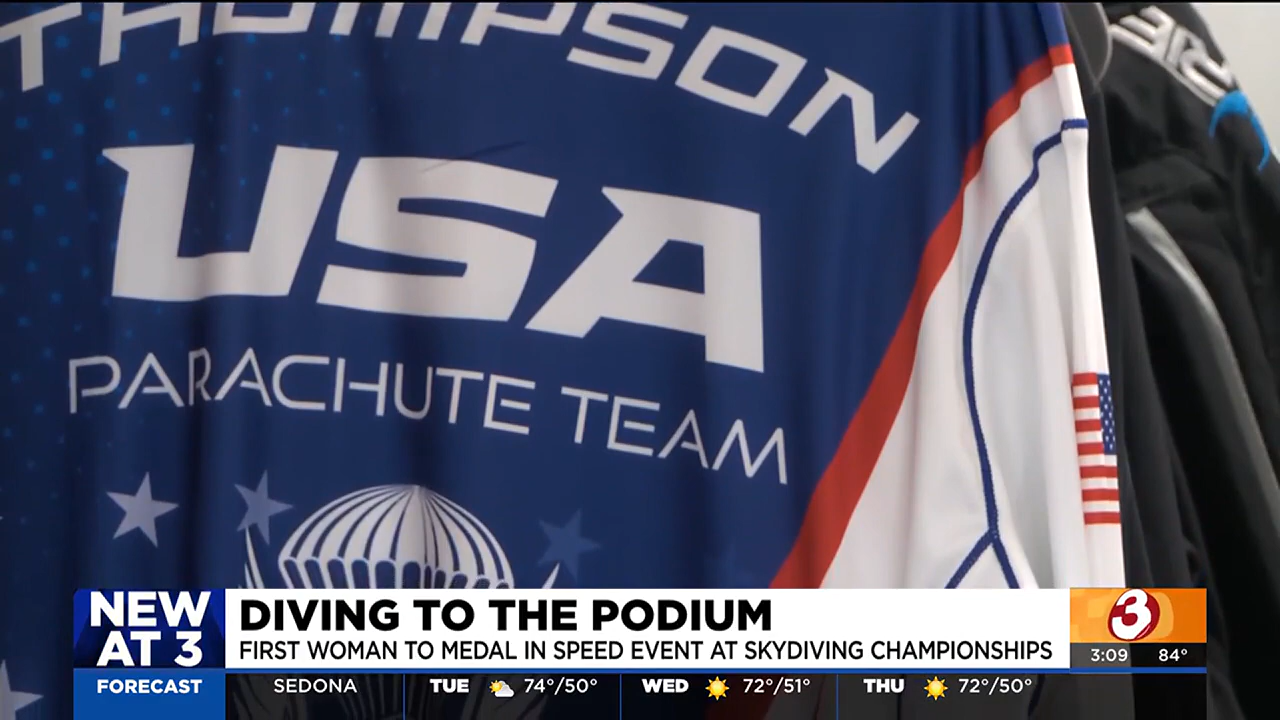 THOMPSON
USA
PARACHUTE TEAM
NEW
AT 3
DIVING TO THE PODIUM
FIRST WOMAN TO MEDAL IN SPEED EVENT AT SKYDIVING CHAMPIONSHIPS
3
3:09 84°
FORECAST SEDONA TUE 74°/50° WED 72°/51° THU 72°/50°